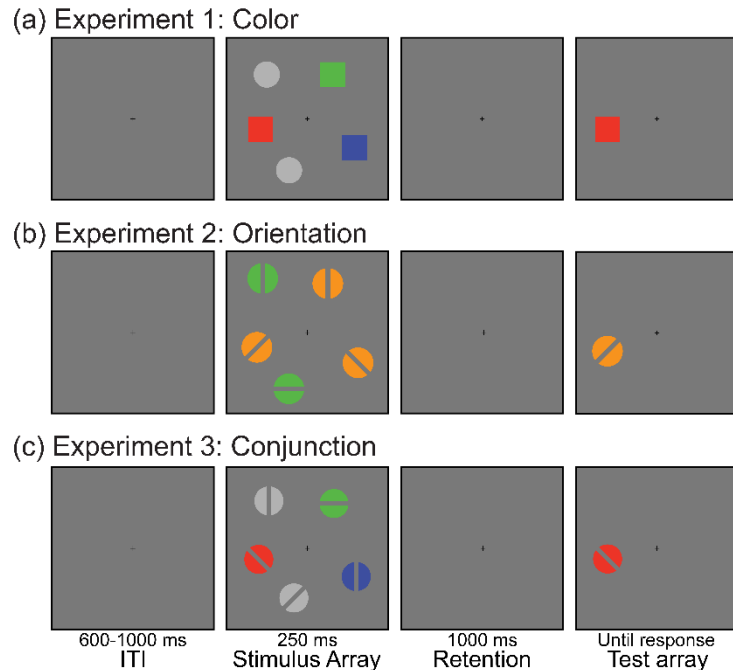 (a) Experiment 1: Color
(b) Experiment 2: Orientation
(c) Experiment 3: Conjunction
600-1000 ms 250 ms 1000 ms Until response
ITI Stimulus Array Retention Test array